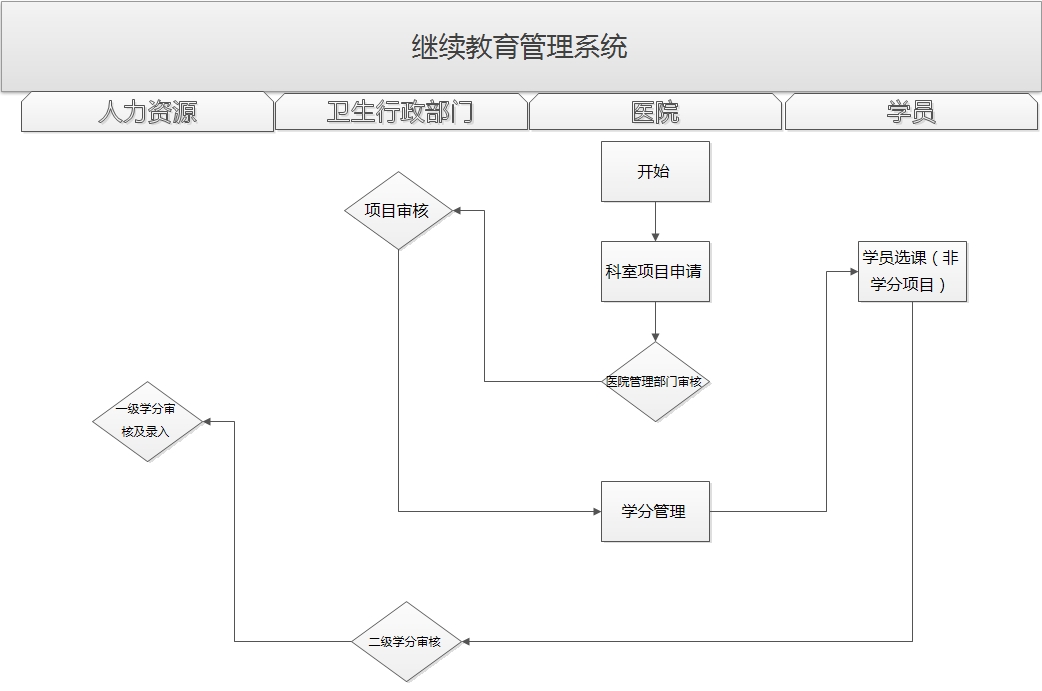 继续教育管理系统
人力资源
卫生行政部门
医院
学员
开始
项目审核
科室项目申请
学员选课（非
学分项目）
医院管理部门审核
一级学分审
核及录入
学分管理
二级学分审核